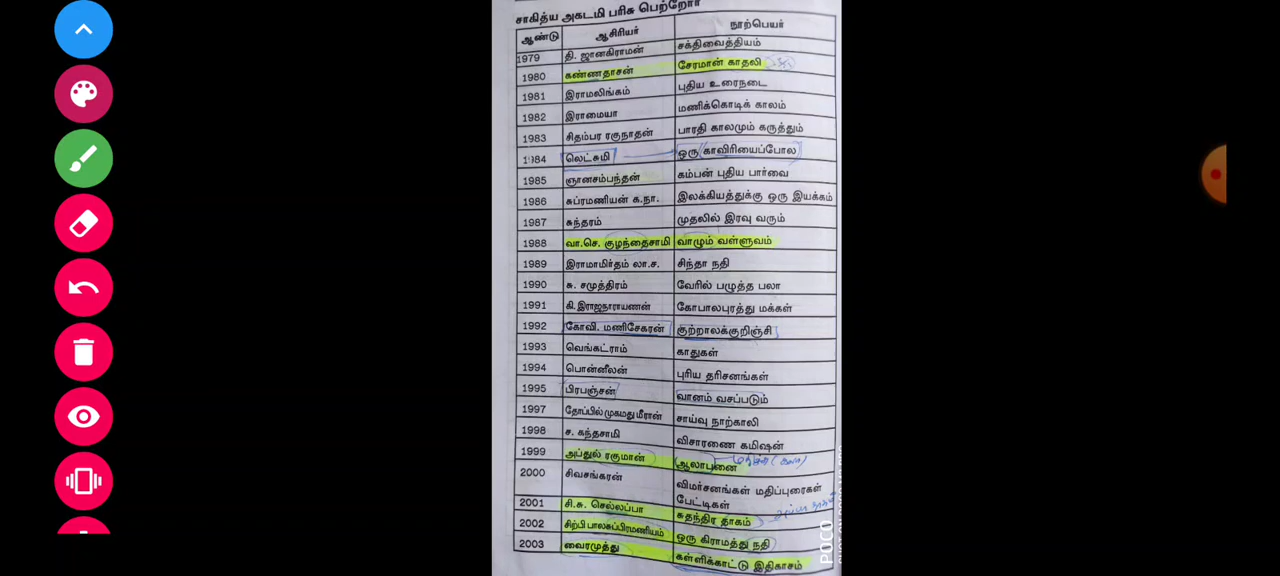 சாகித்ய அகடமி பரிசு பெற்றோர்
ஆண்டு ஆசிரியர் நூற்பெயர்
1979 தி. ஜானகிராமன் சக்திவைத்தியம்
1980 கண்ணதாசன் சேரமான் காதலி
1981 இராமலிங்கம் புதிய உரைநடை
1982 இராமையா மணிக்கொடிக் காலம்
1983 சிதம்பர ரகுநாதன் பாரதி காலமும் கருத்தும்
1984 லெட்சுமி ஒரு காவிரியைப்போல
1985 ஞானசம்பந்தன் கம்பன் புதிய பார்வை
1986 சுப்ரமணியன் க.நா. இலக்கியத்துக்கு ஒரு இயக்கம்
1987 சுந்தரம் முதலில் இரவு வரும்
1988 வா.செ. குழந்தைசாமி வாழும் வள்ளுவம்
1989 இராமாமிர்தம் லா.ச. சிந்தா நதி
1990 சு. சமுத்திரம் வேரில் பழுத்த பலா
1991 கி.இராஜநாராயணன் கோபாலபுரத்து மக்கள்
1992 கோவி. மணிசேகரன் குற்றாலக்குறிஞ்சி
1993 வெங்கட்ராம் காதுகள்
1994 பொன்னீலன் புரிய தரிசனங்கள்
1995 பிரபஞ்சன் வானம் வசப்படும்
1997 தோப்பில் முகமது மீரான் சாய்வு நாற்காலி
1998 ச. கந்தசாமி விசாரணை கமிஷன்
1999 அப்துல் ரகுமான் ஆலாபனை
2000 சிவசங்கரன் விமர்சனங்கள் மதிப்புரைகள்
பேட்டிகள்
2001 சி.சு. செல்லப்பா சுதந்திர தாகம்
2002 சிற்பி பாலசுப்பிரமணியம் ஒரு கிராமத்து நதி
2003 வைரமுத்து கள்ளிக்காட்டு இதிகாசம்
POCO